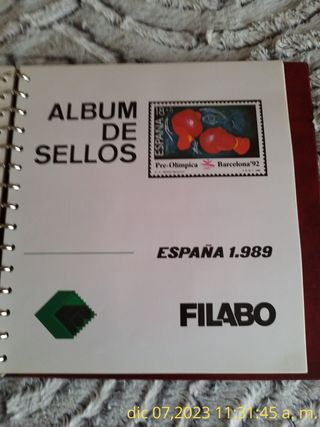 ALBUM
DE
SELLOS
ESPAÑA
Pre-Olímpica Barcelona'92
ESPAÑA 1.989
FILABO
dic 07,2023 11:31:45 a. m.